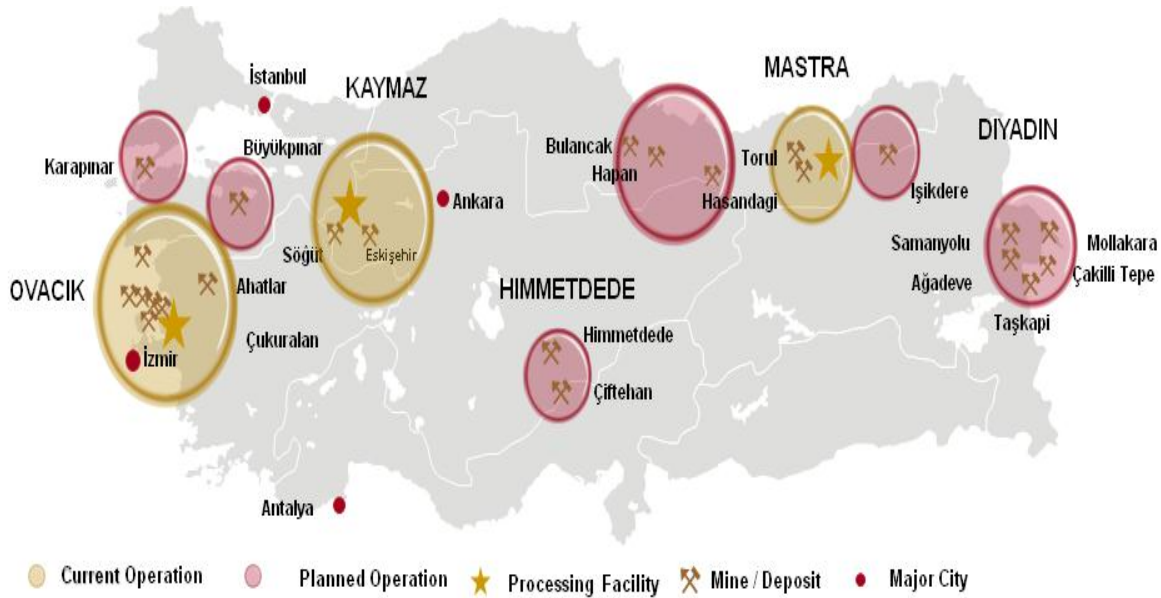 MASTRA
İstanbul
KAYMAZ
DIYADIN
Karapınar
Büyükpınar
Bulancak
Hapan
Torul
Hasandagi
Işikdere
Ankara
Söğüt
Eskişehir
Samanyolu
Mollakara
Ağadeve
Çakilli Tepe
Taşkapi
OVACIK
Ahatlar
HIMMETDEDE
Himmetdede
Çukuralan
İzmir
Çiftehan
Antalya
Current Operation Planned Operation Processing Facility Mine / Deposit Major City